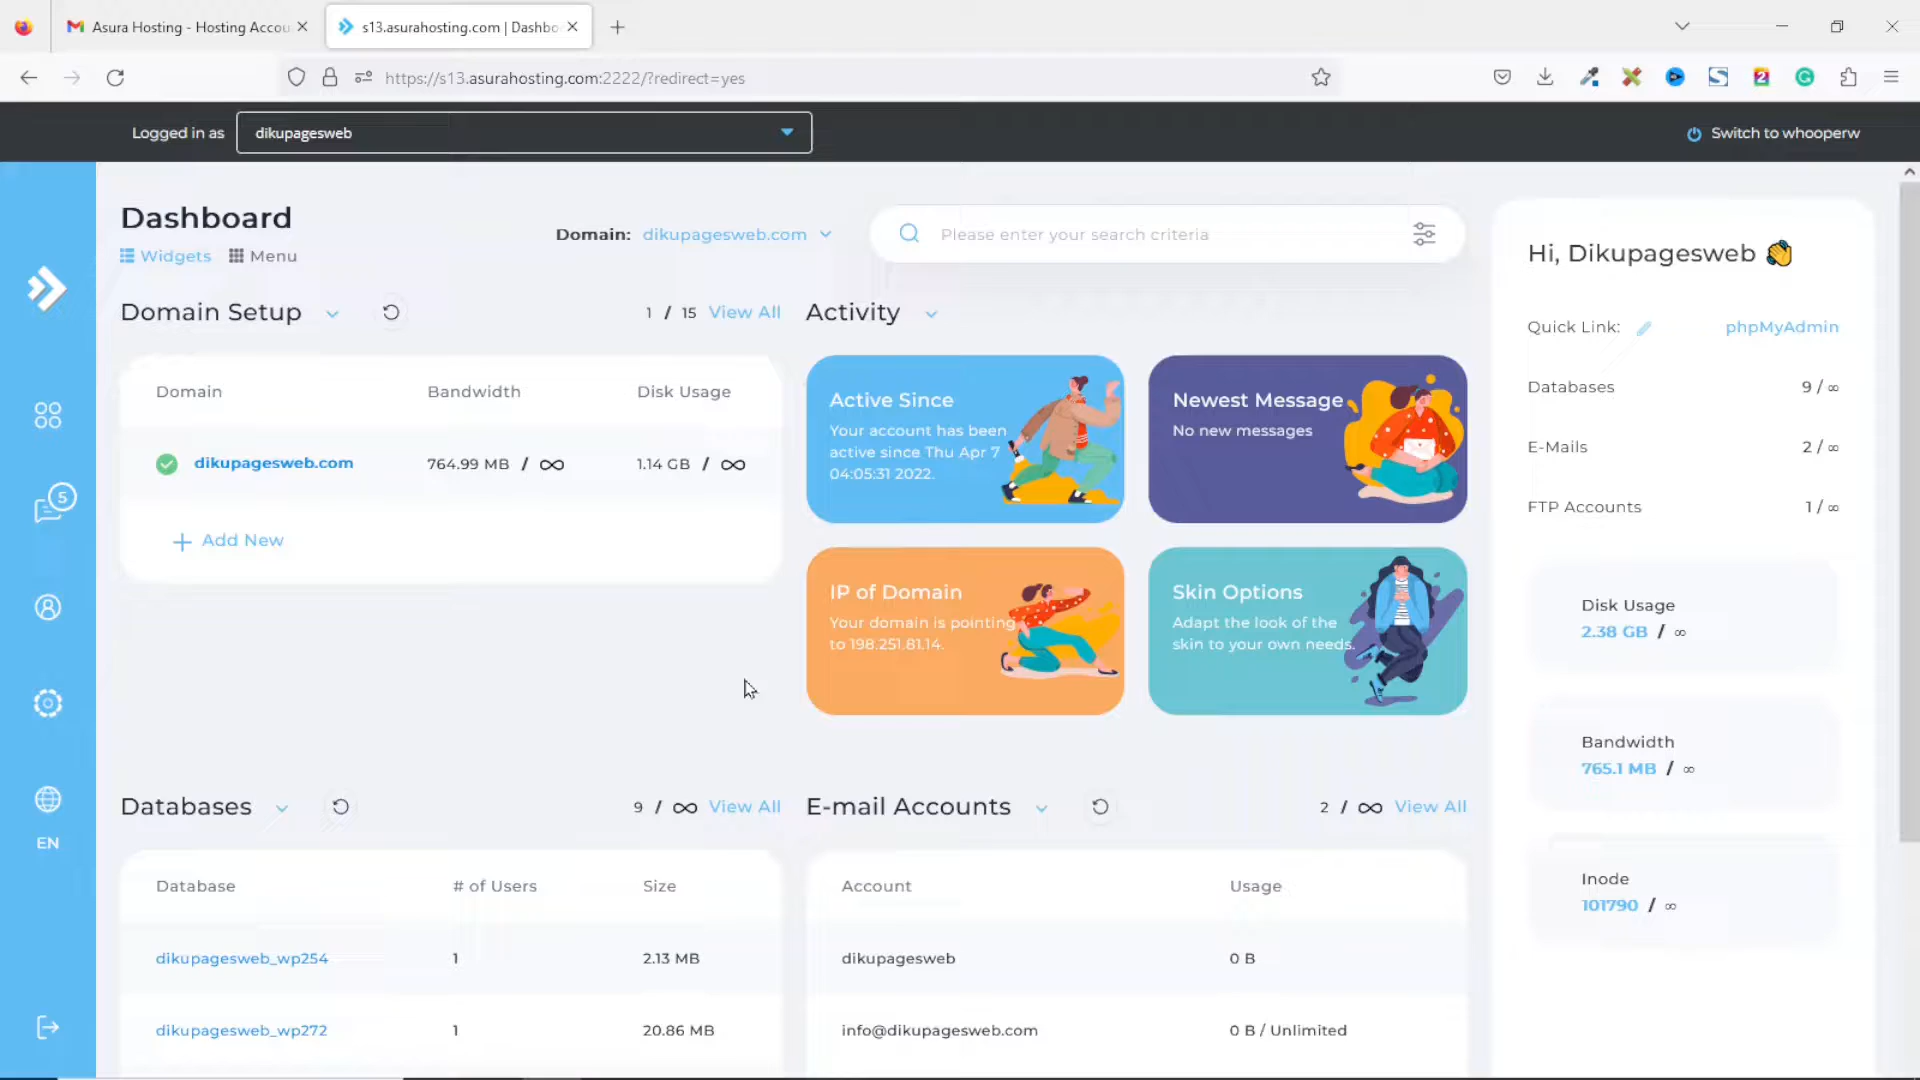 Asura Hosting - Hosting Accou
s13.asurahosting.com | Dashbo
https://s13.asurahosting.com:2222/?redirect=yes
2
Logged in as
dikupagesweb
Switch to whooperw
Dashboard
Widgets
Menu
Domain: dikupagesweb.com
Please enter your search criteria
Hi, Dikupagesweb
Domain Setup
1 / 15 View All
Activity
Quick Link:
phpMyAdmin
Domain
Bandwidth
Disk Usage
dikupagesweb.com
764.99 MB / ∞
1.14 GB / ∞
Add New
Active Since
Your account has been
active since Thu Apr 7
04:05:31 2022.
Newest Message
No new messages
Databases
9 / ∞
E-Mails
2 / ∞
FTP Accounts
1 / ∞
5
IP of Domain
Your domain is pointing
to 198.251.81.14.
Skin Options
Adapt the look of the
skin to your own needs.
Disk Usage
2.38 GB / ∞
Bandwidth
765.1 MB / ∞
Inode
101790 / ∞
EN
Databases
9 / ∞ View All
E-mail Accounts
2 / ∞ View All
Database
# of Users
Size
dikupagesweb_wp254
1
2.13 MB
dikupagesweb_wp272
1
20.86 MB
Account
Usage
dikupagesweb
0 B
info@dikupagesweb.com
0 B / Unlimited